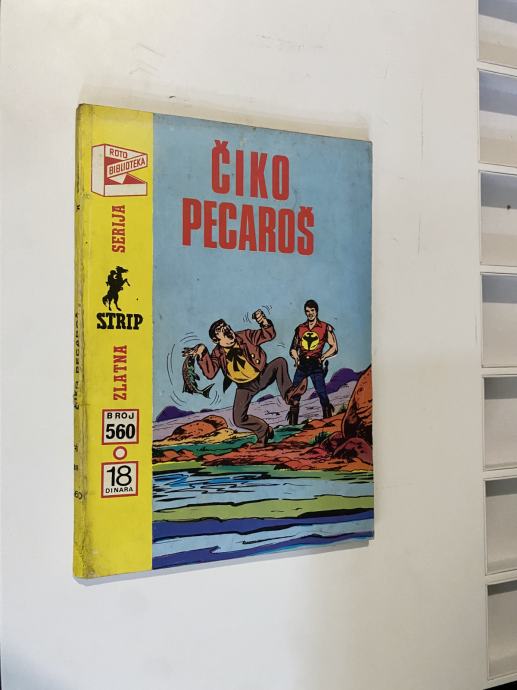 ROTO
BIBLIOTEKA
ČIKO
PECAROŠ
ZLATNA
STRIP
SERIJA
BROJ
560
18
DINARA